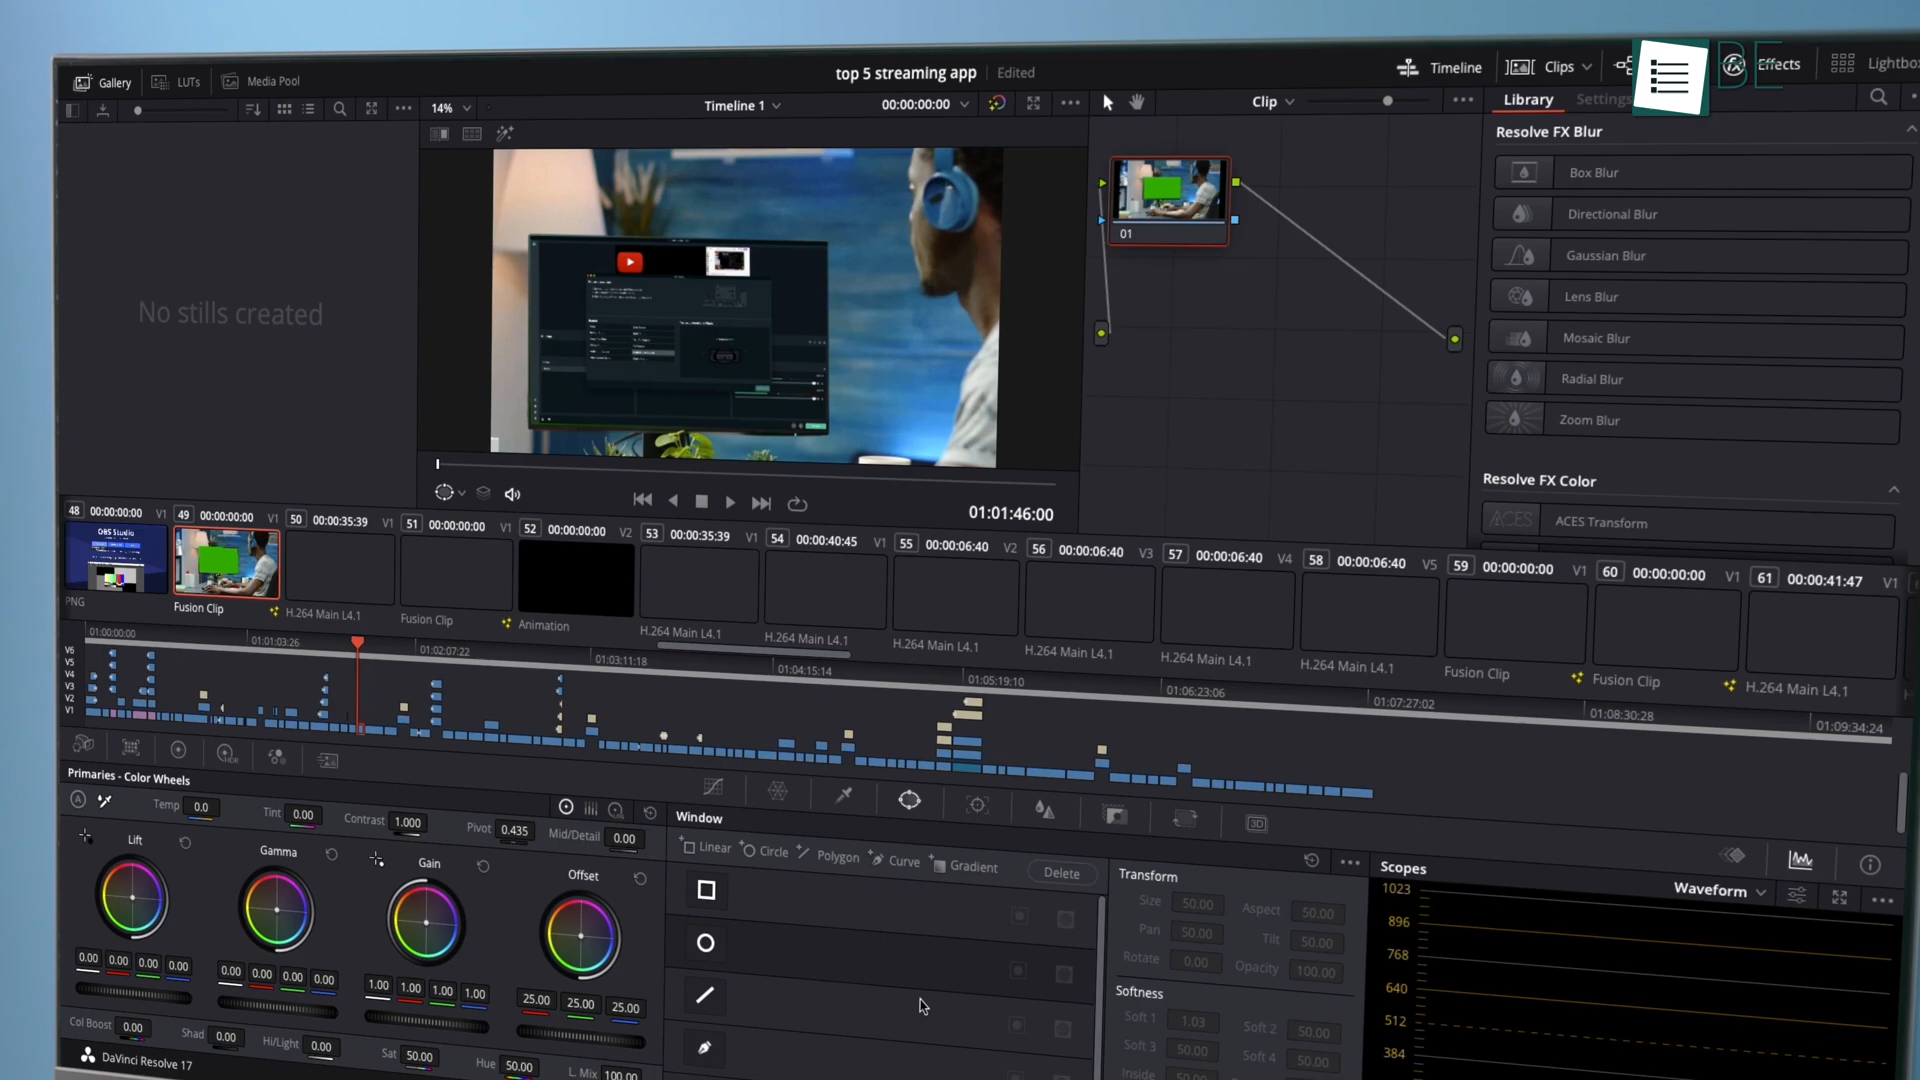 Gallery LUTs Media Pool
top 5 streaming app Edited
Timeline Clips Effects Lightbox
BE
14% Timeline 1 00:00:00:00
Clip
Library Settings
Resolve FX Blur
Box Blur
Directional Blur
Gaussian Blur
Lens Blur
Mosaic Blur
Radial Blur
Zoom Blur
Resolve FX Color
ACES ACES Transform
No stills created
01
01:01:46:00
48 00:00:00:00 V1 49 00:00:00:00 V1 50 00:00:35:39 V1 51 00:00:00:00 V1 52 00:00:00:00 V2 53 00:00:35:39 V1 54 00:00:40:45 V1 55 00:00:06:40 V2 56 00:00:06:40 V3 57 00:00:06:40 V4 58 00:00:06:40 V5 59 00:00:00:00 V1 60 00:00:00:00 V1 61 00:00:41:47 V1
OBS Studio
PNG Fusion Clip H.264 Main L4.1 Fusion Clip Animation H.264 Main L4.1 H.264 Main L4.1 H.264 Main L4.1 H.264 Main L4.1 H.264 Main L4.1 H.264 Main L4.1 Fusion Clip Fusion Clip H.264 Main L4.1
01:00:00:00 01:01:03:26 01:02:07:22 01:03:11:18 01:04:15:14 01:05:19:10 01:06:23:06 01:07:27:02 01:08:30:28 01:09:34:24
V6
V5
V4
V3
V2
V1
HDR
3D
Primaries - Color Wheels
A Temp 0.0 Tint 0.00 Contrast 1.000 Pivot 0.435 Mid/Detail 0.00
Lift Gamma Gain Offset
0.00 0.00 0.00 0.00 0.00 0.00 0.00 0.00 1.00 1.00 1.00 1.00 25.00 25.00 25.00
Col Boost 0.00 Shad 0.00 Hi/Light 0.00 Sat 50.00 Hue 50.00 L. Mix 100.00
DaVinci Resolve 17
Window
Linear Circle Polygon Curve Gradient Delete
Transform
Size 50.00 Aspect 50.00
Pan 50.00 Tilt 50.00
Rotate 0.00 Opacity 100.00
Softness
Soft 1 1.03 Soft 2 50.00
Soft 3 50.00 Soft 4 50.00
Inside 50.00
Scopes
Waveform
1023
896
768
640
512
384